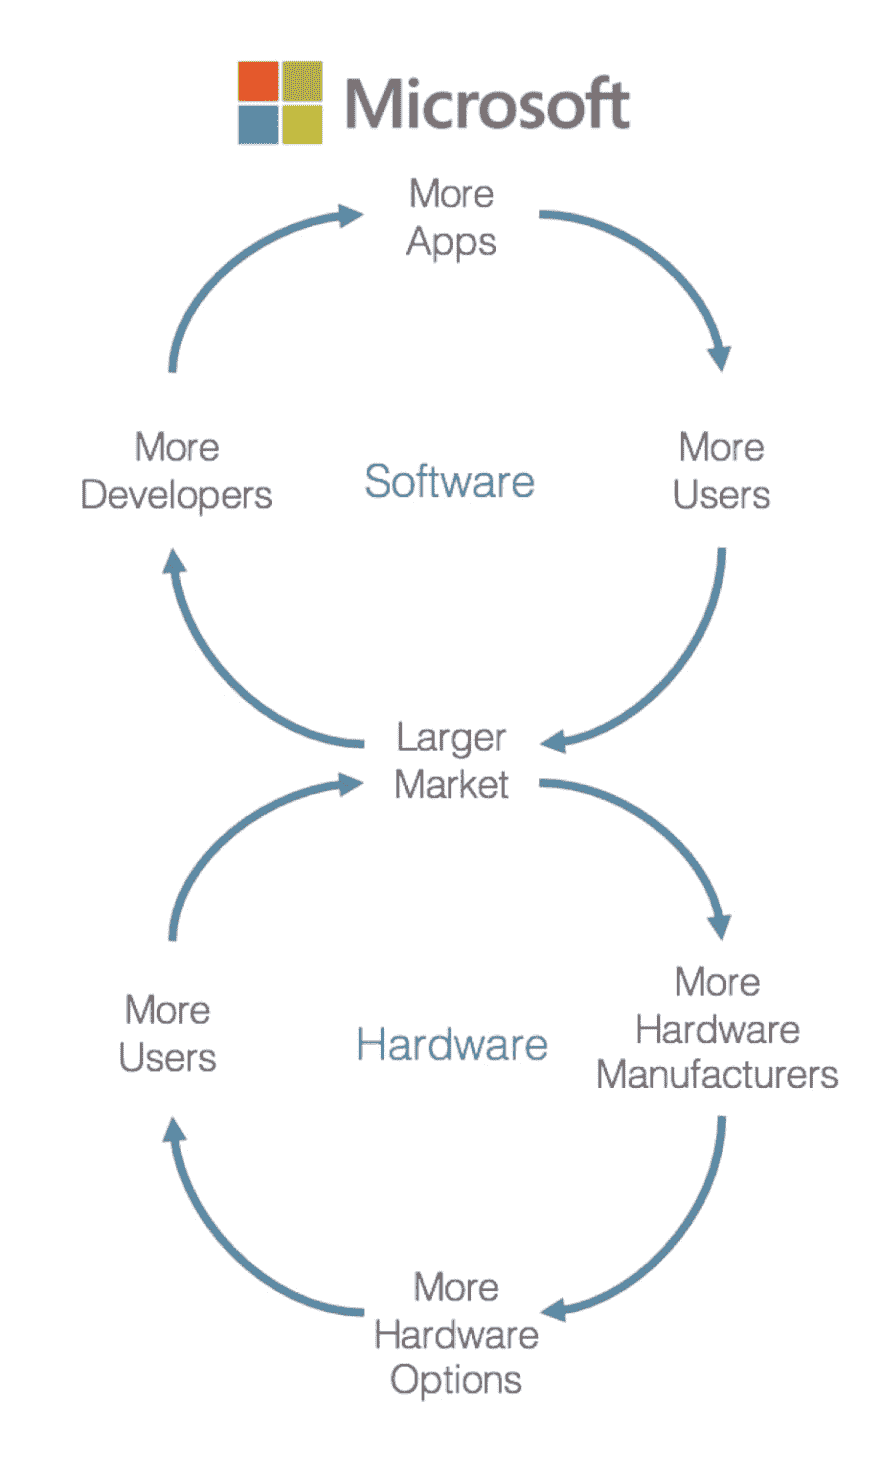 Microsoft
More
Apps
More
Developers
Software
More
Users
Larger
Market
More
Users
Hardware
More
Hardware
Manufacturers
More
Hardware
Options